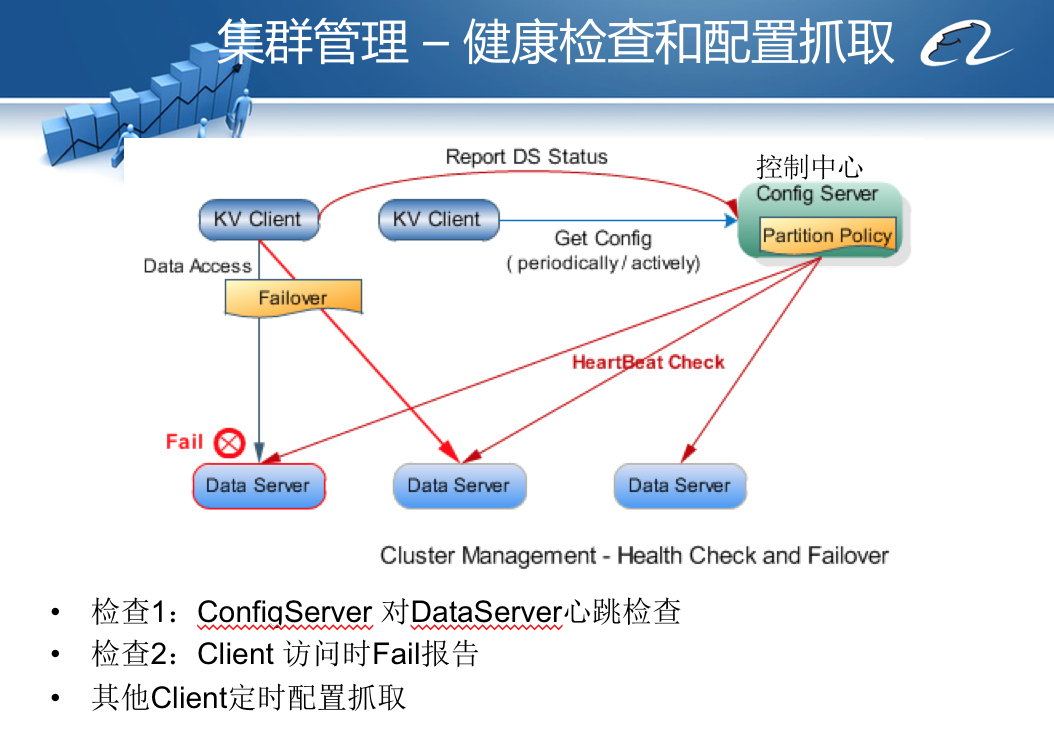 集群管理 – 健康检查和配置抓取
Report DS Status
控制中心
Config Server
KV Client
KV Client
Partition Policy
Get Config
( periodically / actively)
Data Access
Failover
HeartBeat Check
Fail
Data Server
Data Server
Data Server
Cluster Management - Health Check and Failover
• 检查1：ConfigServer 对DataServer心跳检查
• 检查2：Client 访问时Fail报告
• 其他Client定时配置抓取